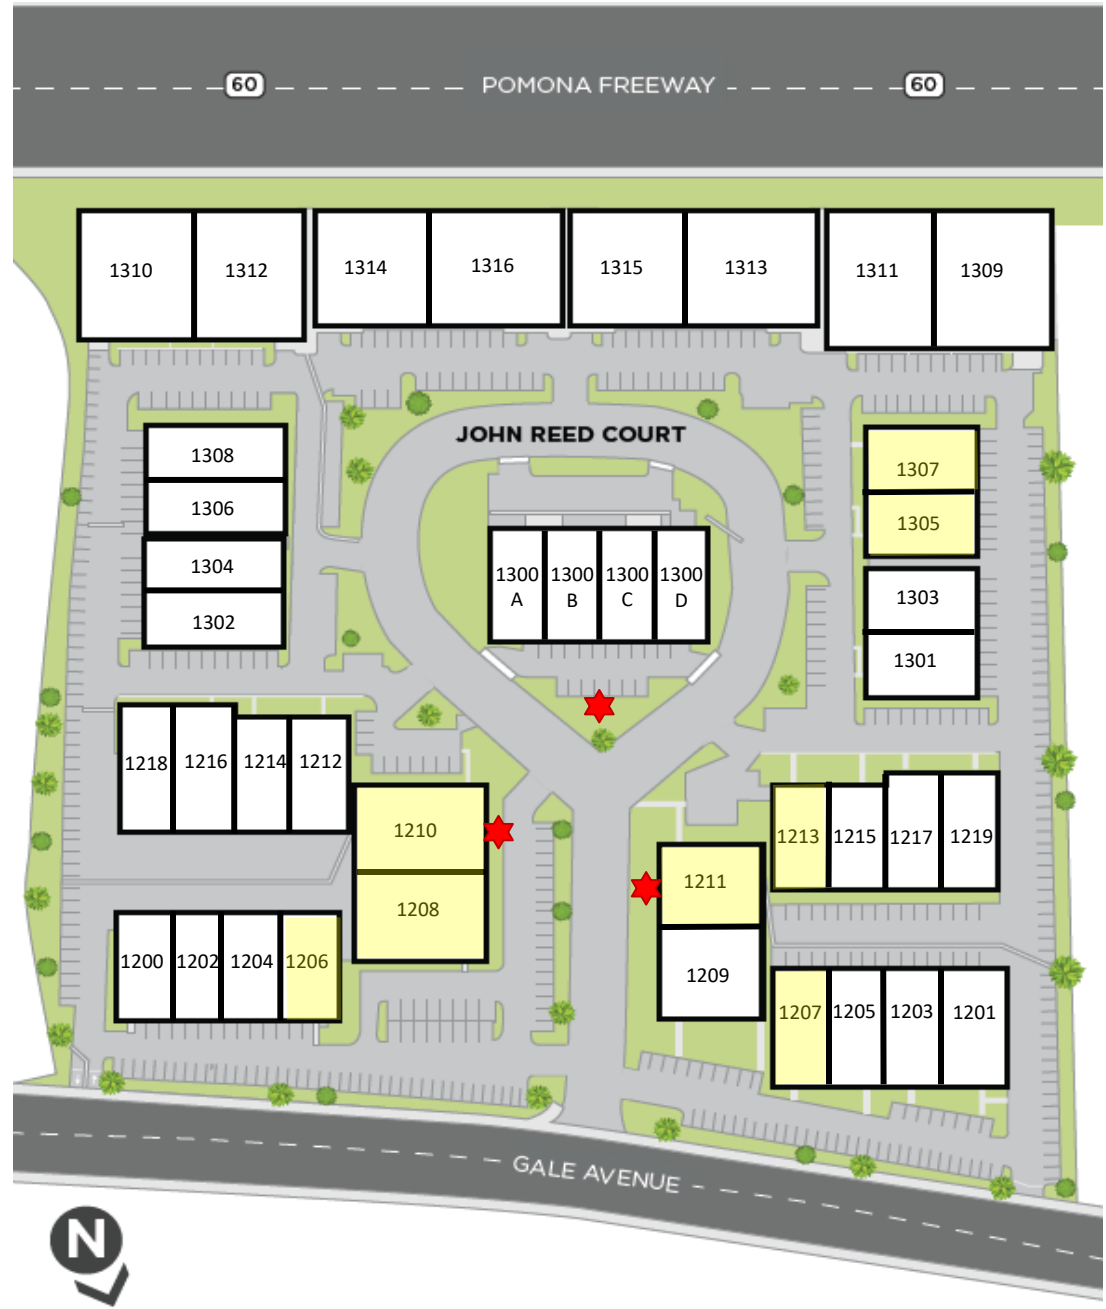 60 POMONA FREEWAY 60
1310 1312 1314 1316 1315 1313 1311 1309
JOHN REED COURT
1308
1306
1304
1302
1307
1305
1303
1301
1300 1300 1300 1300
A B C D
1218 1216 1214 1212
1210
1208
1200 1202 1204 1206
1213 1215 1217 1219
1211
1209
1207 1205 1203 1201
GALE AVENUE
N